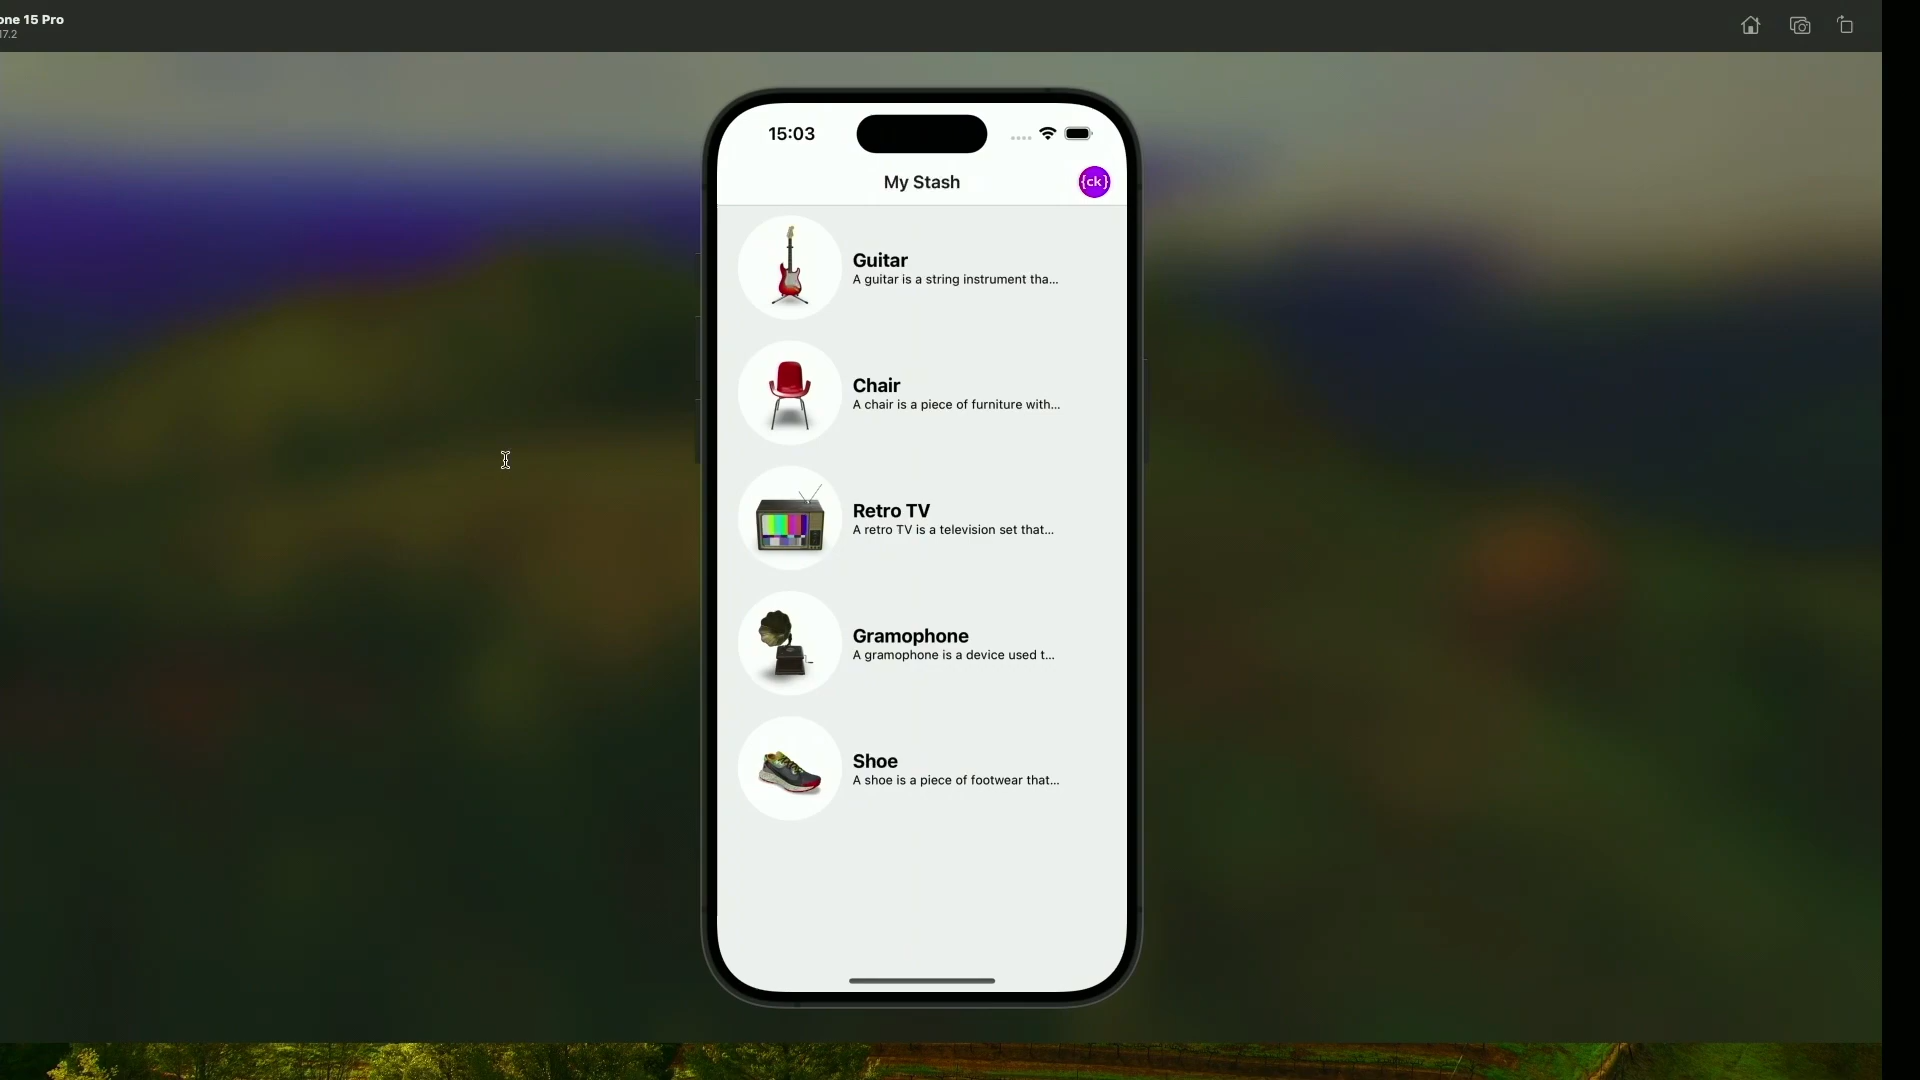 one 15 Pro
17.2
15:03
My Stash
{ck}
Guitar
A guitar is a string instrument tha...
Chair
A chair is a piece of furniture with...
Retro TV
A retro TV is a television set that...
Gramophone
A gramophone is a device used t...
Shoe
A shoe is a piece of footwear that...